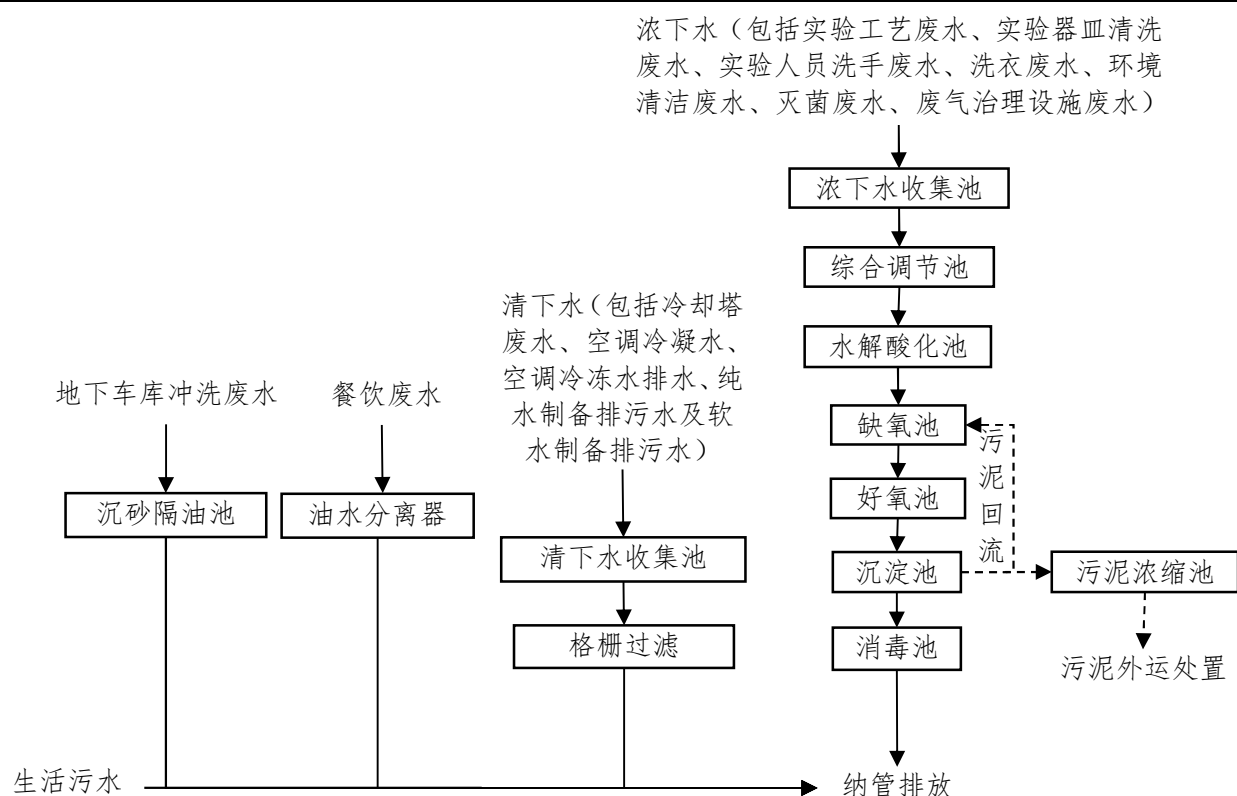 浓下水（包括实验工艺废水、实验器皿清洗
废水、实验人员洗手废水、洗衣废水、环境
清洁废水、灭菌废水、废气治理设施废水）
浓下水收集池
综合调节池
水解酸化池
缺氧池
好氧池
沉淀池
消毒池
污泥回流
污泥浓缩池
污泥外运处置
清下水（包括冷却塔
废水、空调冷凝水、
空调冷冻水排水、纯
水制备排污水及软
水制备排污水）
清下水收集池
格栅过滤
地下车库冲洗废水
沉砂隔油池
餐饮废水
油水分离器
生活污水
纳管排放